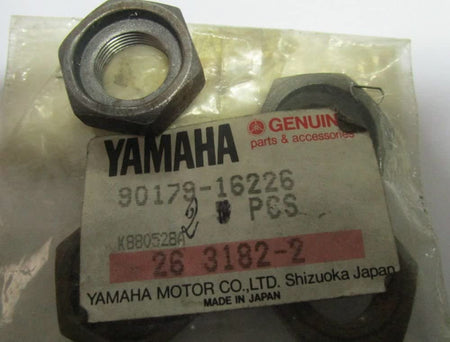 GENUIN
parts & accessories
YAMAHA
90179-16226
2 PCS
K88052BA
26 3182-2
YAMAHA MOTOR CO.,LTD. Shizuoka Japan
MADE IN JAPAN